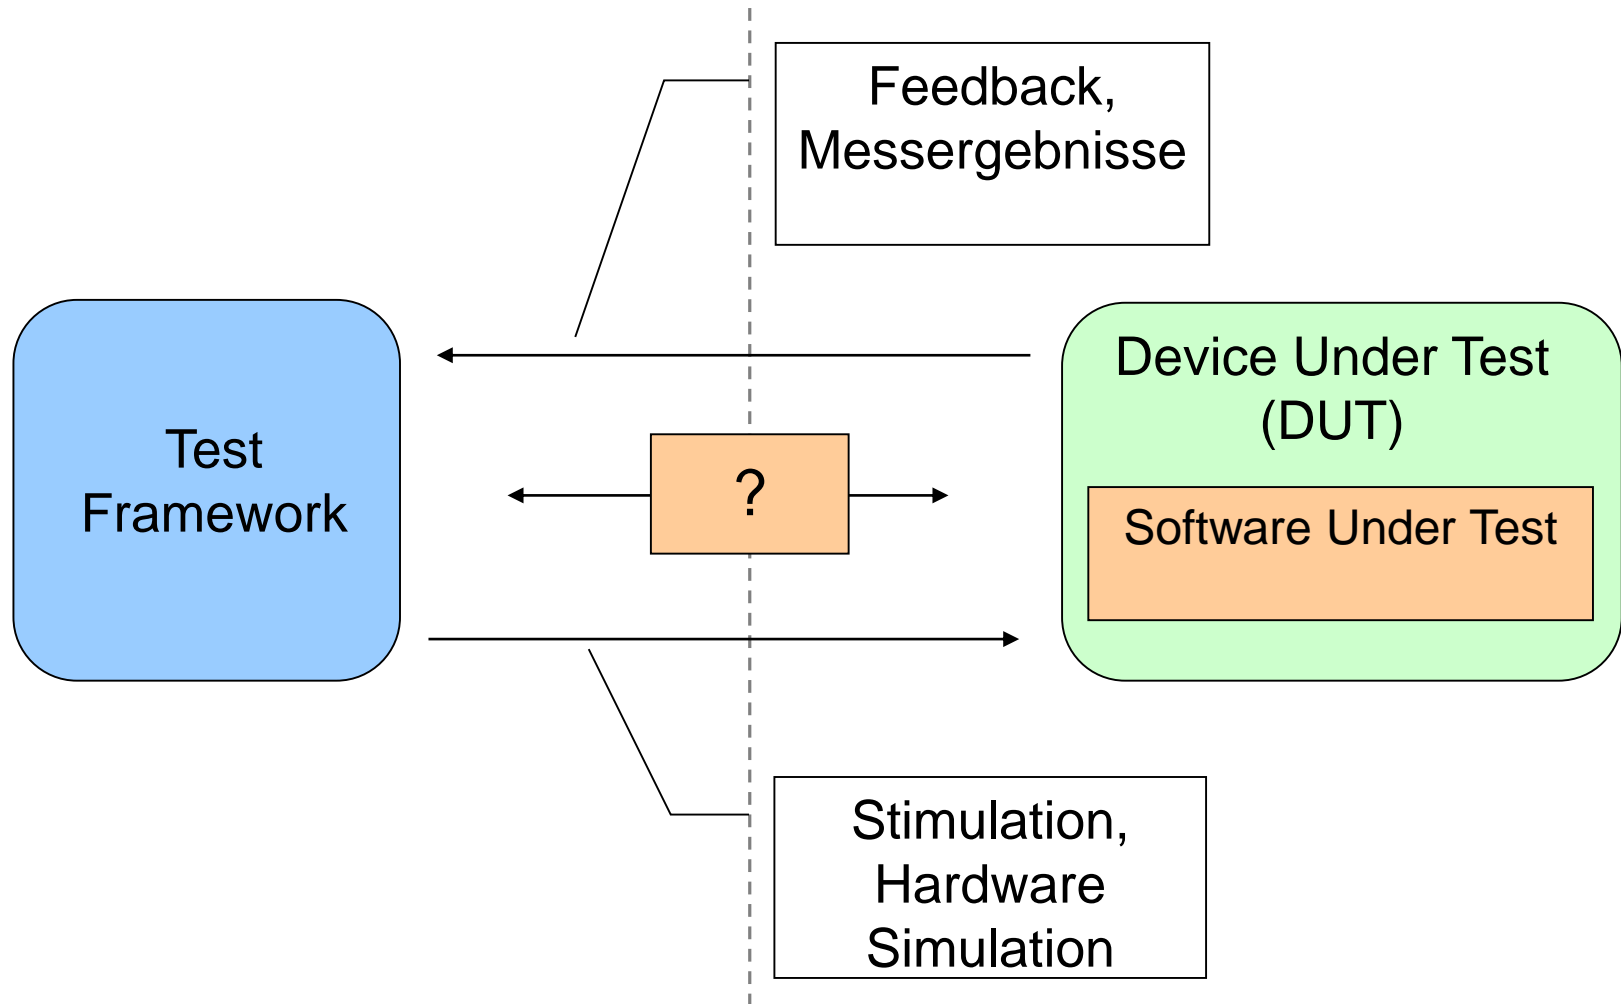 Feedback,
Messergebnisse
Test
Framework
?
Device Under Test
(DUT)
Software Under Test
Stimulation,
Hardware
Simulation